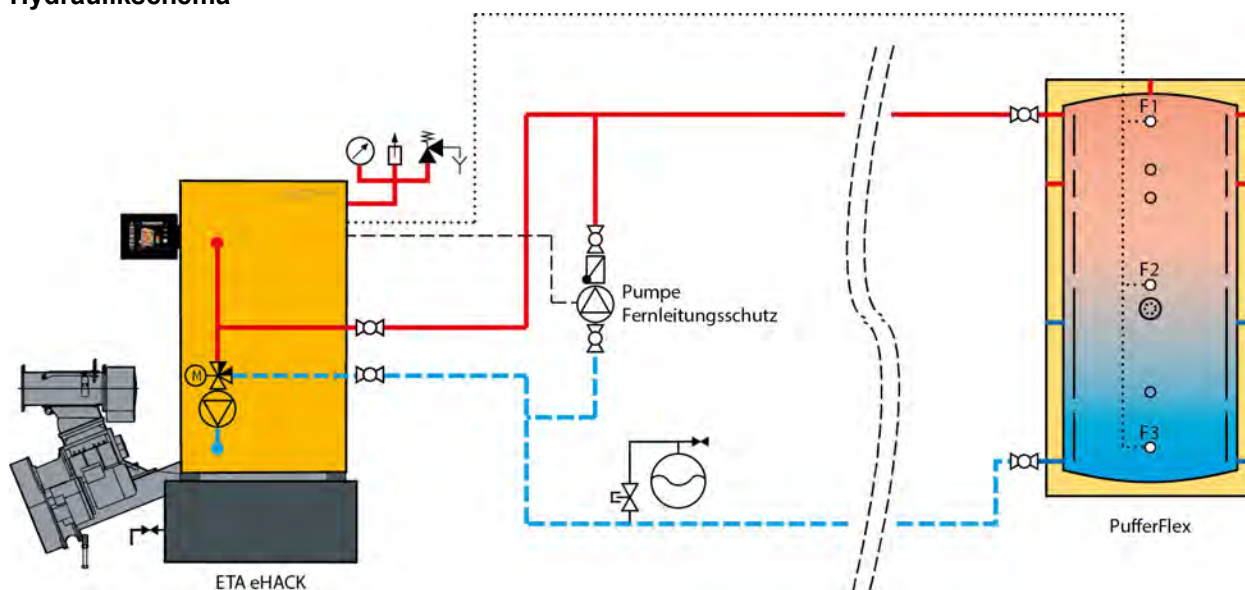 Hydraulikschema
F1
F2
Pumpe
Fernleitungsschutz
M
F3
PufferFlex
ETA eHACK